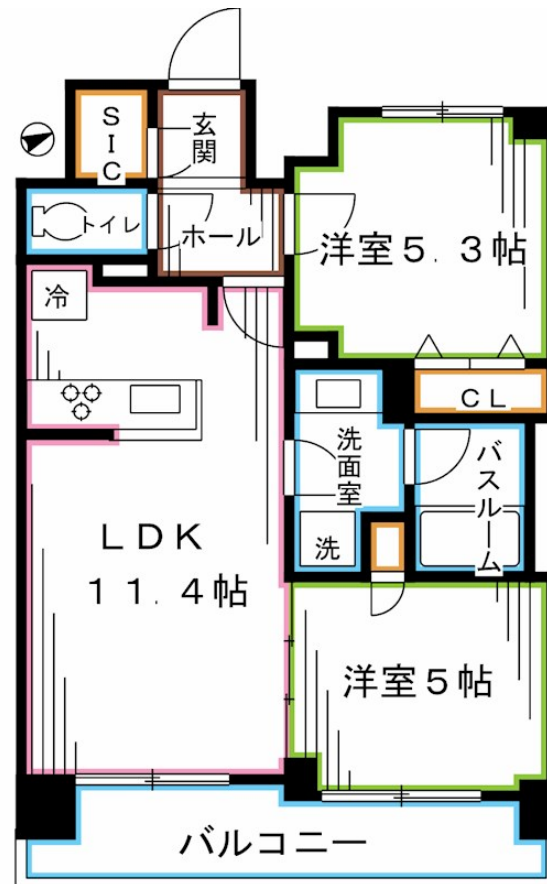 SIC
玄関
トイレ
ホール
洋室5.3帖
冷
CL
洗面室
バスルーム
洗
LDK
11.4帖
洋室5帖
バルコニー